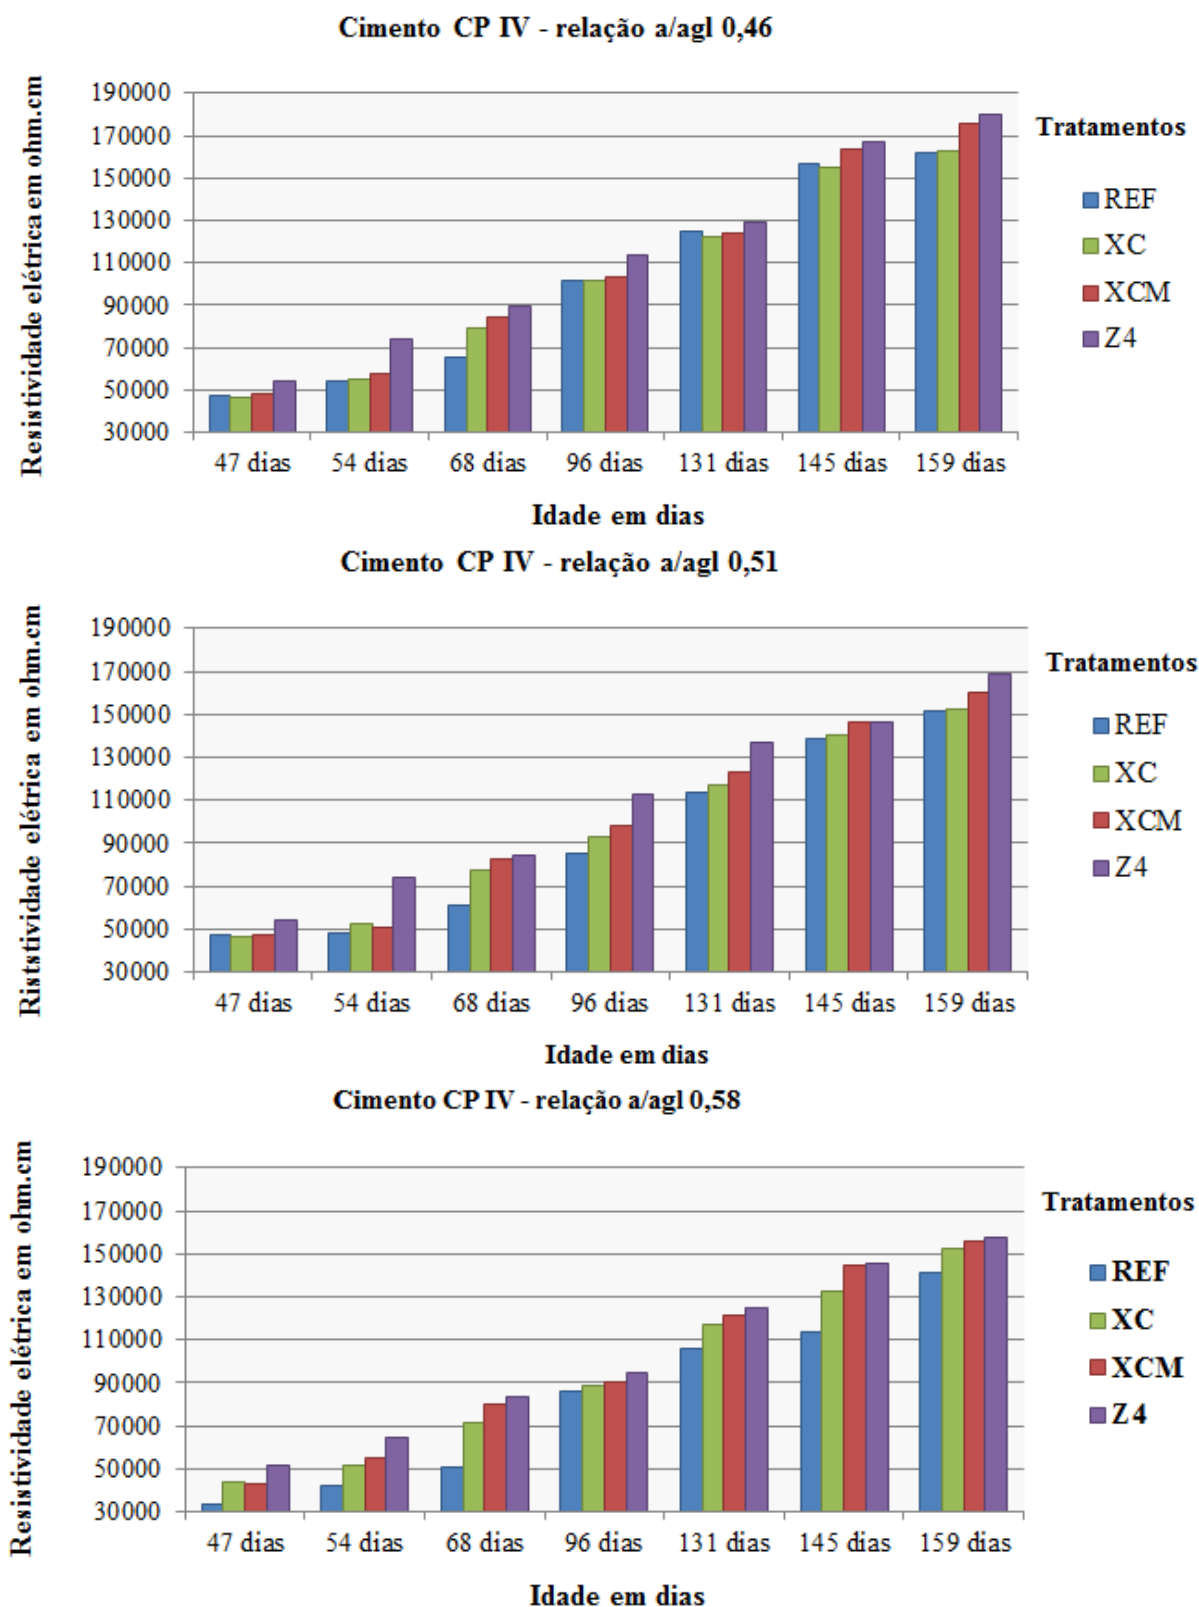 Cimento CP IV - relação a/agl 0,46
Resistividade elétrica em ohm.cm
190000
170000
150000
130000
110000
90000
70000
50000
30000
47 dias 54 dias 68 dias 96 dias 131 dias 145 dias 159 dias
Idade em dias
Tratamentos
REF
XC
XCM
Z4
Cimento CP IV - relação a/agl 0,51
Riststividade elétrica em ohm.cm
190000
170000
150000
130000
110000
90000
70000
50000
30000
47 dias 54 dias 68 dias 96 dias 131 dias 145 dias 159 dias
Idade em dias
Tratamentos
REF
XC
XCM
Z4
Cimento CP IV - relação a/agl 0,58
Resistividade elétrica em ohm.cm
190000
170000
150000
130000
110000
90000
70000
50000
30000
47 dias 54 dias 68 dias 96 dias 131 dias 145 dias 159 dias
Idade em dias
Tratamentos
REF
XC
XCM
Z4